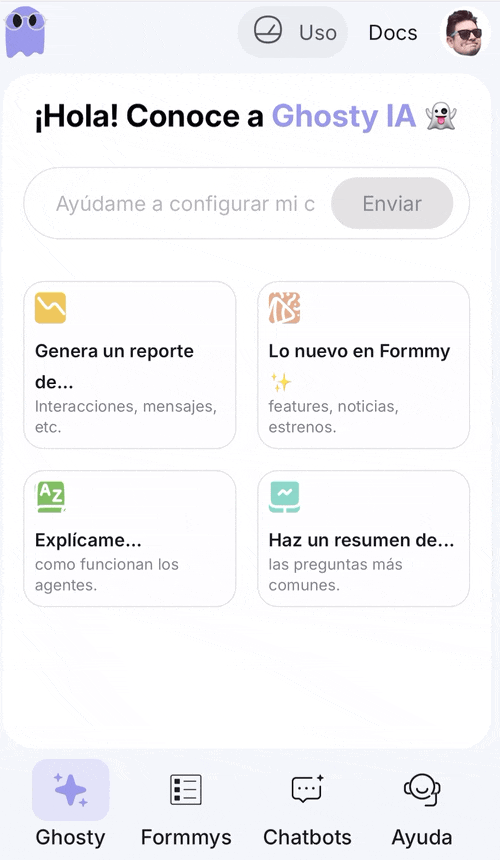 Uso Docs
¡Hola! Conoce a Ghosty IA 👻
Ayúdame a configurar mi c Enviar
Genera un reporte
de...
Interacciones, mensajes,
etc.
Lo nuevo en Formmy
✨
features, noticias,
estrenos.
AZ
Explícame...
como funcionan los
agentes.
Haz un resumen de...
las preguntas más
comunes.
Ghosty Formmys Chatbots Ayuda